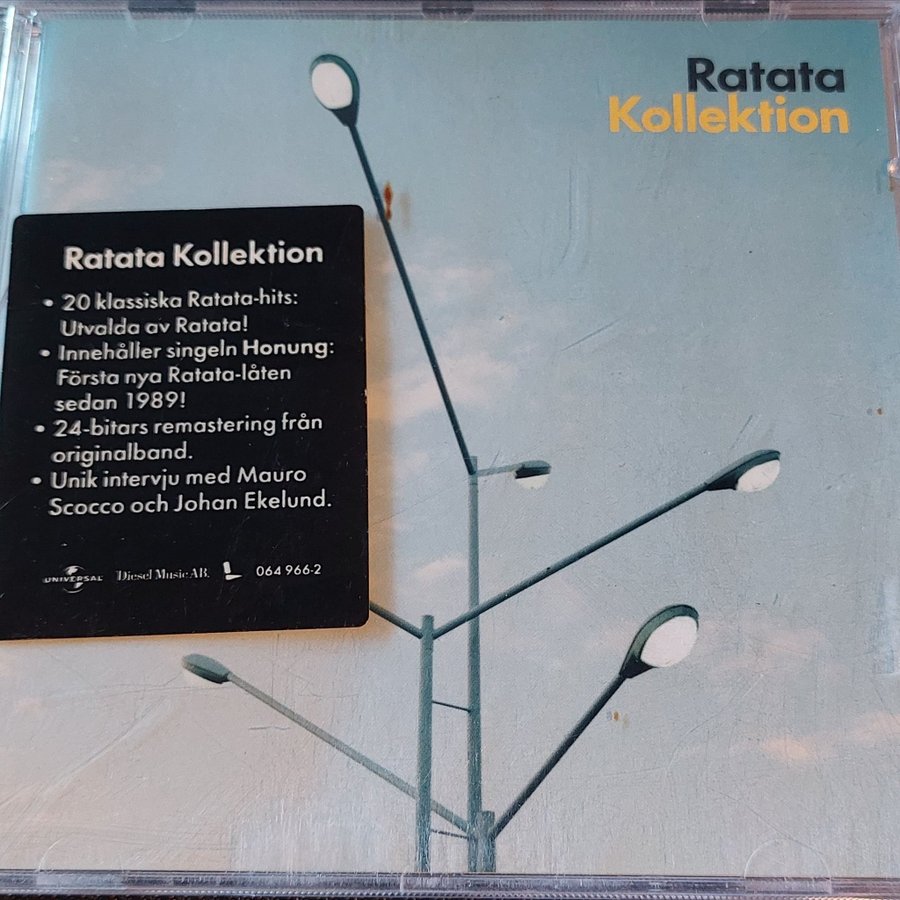 Ratata
Kollektion
Ratata Kollektion
• 20 klassiska Ratata-hits:
Utvalda av Ratata!
• Innehåller singeln Honung:
Första nya Ratata-låten
sedan 1989!
• 24-bitars remastering från
originalband.
• Unik intervju med Mauro
Scocco och Johan Ekelund.
UNIVERSAL Diesel Music AB. 064 966-2